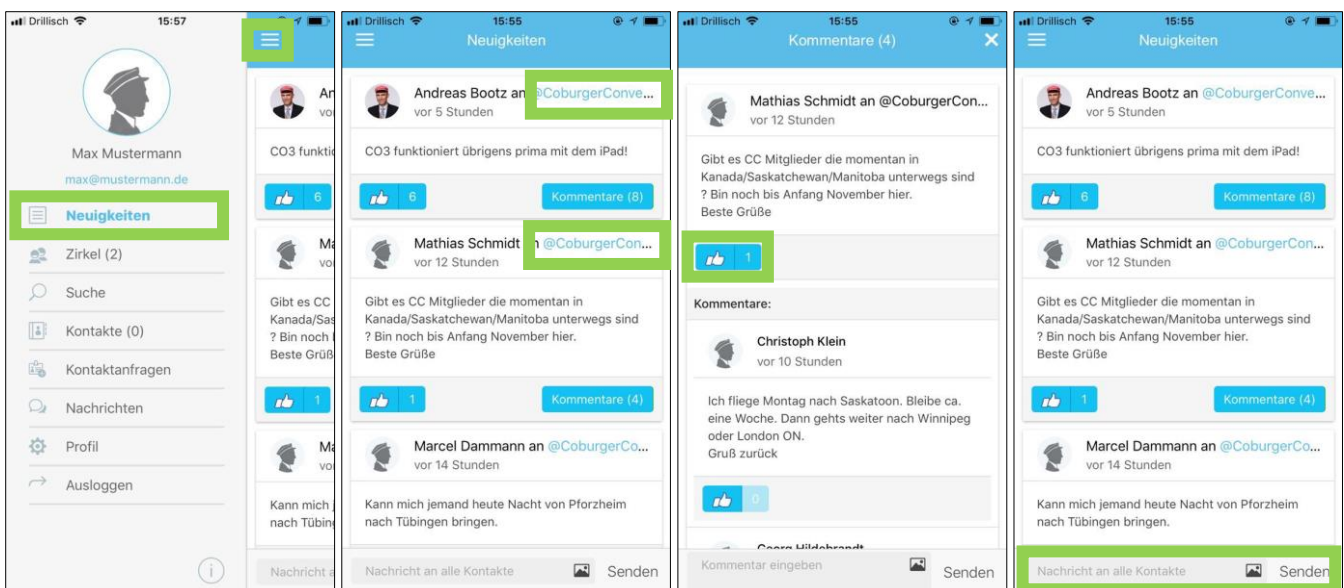 Drillisch 15:57
Max Mustermann
max@mustermann.de
Neuigkeiten
Zirkel (2)
Suche
Kontakte (0)
Kontaktanfragen
Nachrichten
Profil
Ausloggen
An
vor
CO3 funktio
6
Ma
vor
Gibt es CC
Kanada/Sas
? Bin noch b
Beste Grüß
1
Ma
vor
Kann mich j
nach Tübin
Nachricht a
Drillisch 15:55
Neuigkeiten
Andreas Bootz an @CoburgerConve...
vor 5 Stunden
CO3 funktioniert übrigens prima mit dem iPad!
6 Kommentare (8)
Mathias Schmidt an @CoburgerCon...
vor 12 Stunden
Gibt es CC Mitglieder die momentan in
Kanada/Saskatchewan/Manitoba unterwegs sind
? Bin noch bis Anfang November hier.
Beste Grüße
1 Kommentare (4)
Marcel Dammann an @CoburgerCo...
vor 14 Stunden
Kann mich jemand heute Nacht von Pforzheim
nach Tübingen bringen.
Nachricht an alle Kontakte Senden
Drillisch 15:55
Kommentare (4) ×
Mathias Schmidt an @CoburgerCon...
vor 12 Stunden
Gibt es CC Mitglieder die momentan in
Kanada/Saskatchewan/Manitoba unterwegs sind
? Bin noch bis Anfang November hier.
Beste Grüße
1
Kommentare:
Christoph Klein
vor 10 Stunden
Ich fliege Montag nach Saskatoon. Bleibe ca.
eine Woche. Dann gehts weiter nach Winnipeg
oder London ON.
Gruß zurück
0
Georg Hildebrandt
Kommentar eingeben Senden
Drillisch 15:55
Neuigkeiten
Andreas Bootz an @CoburgerConve...
vor 5 Stunden
CO3 funktioniert übrigens prima mit dem iPad!
6 Kommentare (8)
Mathias Schmidt an @CoburgerCon...
vor 12 Stunden
Gibt es CC Mitglieder die momentan in
Kanada/Saskatchewan/Manitoba unterwegs sind
? Bin noch bis Anfang November hier.
Beste Grüße
1 Kommentare (4)
Marcel Dammann an @CoburgerCo...
vor 14 Stunden
Kann mich jemand heute Nacht von Pforzheim
nach Tübingen bringen.
Nachricht an alle Kontakte Senden